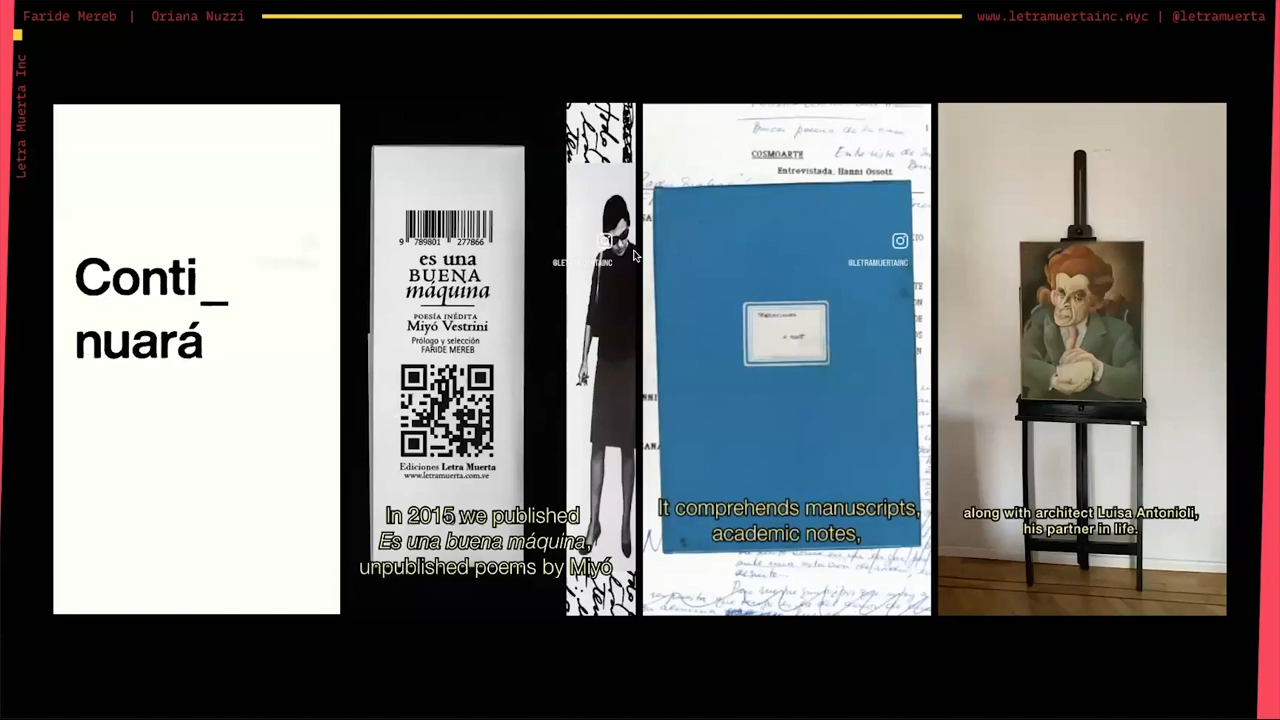 Faride Mereb | Oriana Nuzzi
www.letramuertainc.nyc | @letramuerta
Letra Muerta Inc
Conti_
nuará
9 789801 277866
es una
BUENA
máquina
POESÍA INÉDITA
Miyó Vestrini
Prólogo y selección
FARIDE MEREB
Ediciones Letra Muerta
www.letramuerta.com.ve
In 2015 we published
Es una buena máquina,
unpublished poems by Miyó
@LETRAMUERTAINC
COSMOARTE
Entrevista de
Entrevistada: Hanni Ossott
@LETRAMUERTAINC
It comprehends manuscripts,
academic notes,
along with architect Luisa Antonioli,
his partner in life.